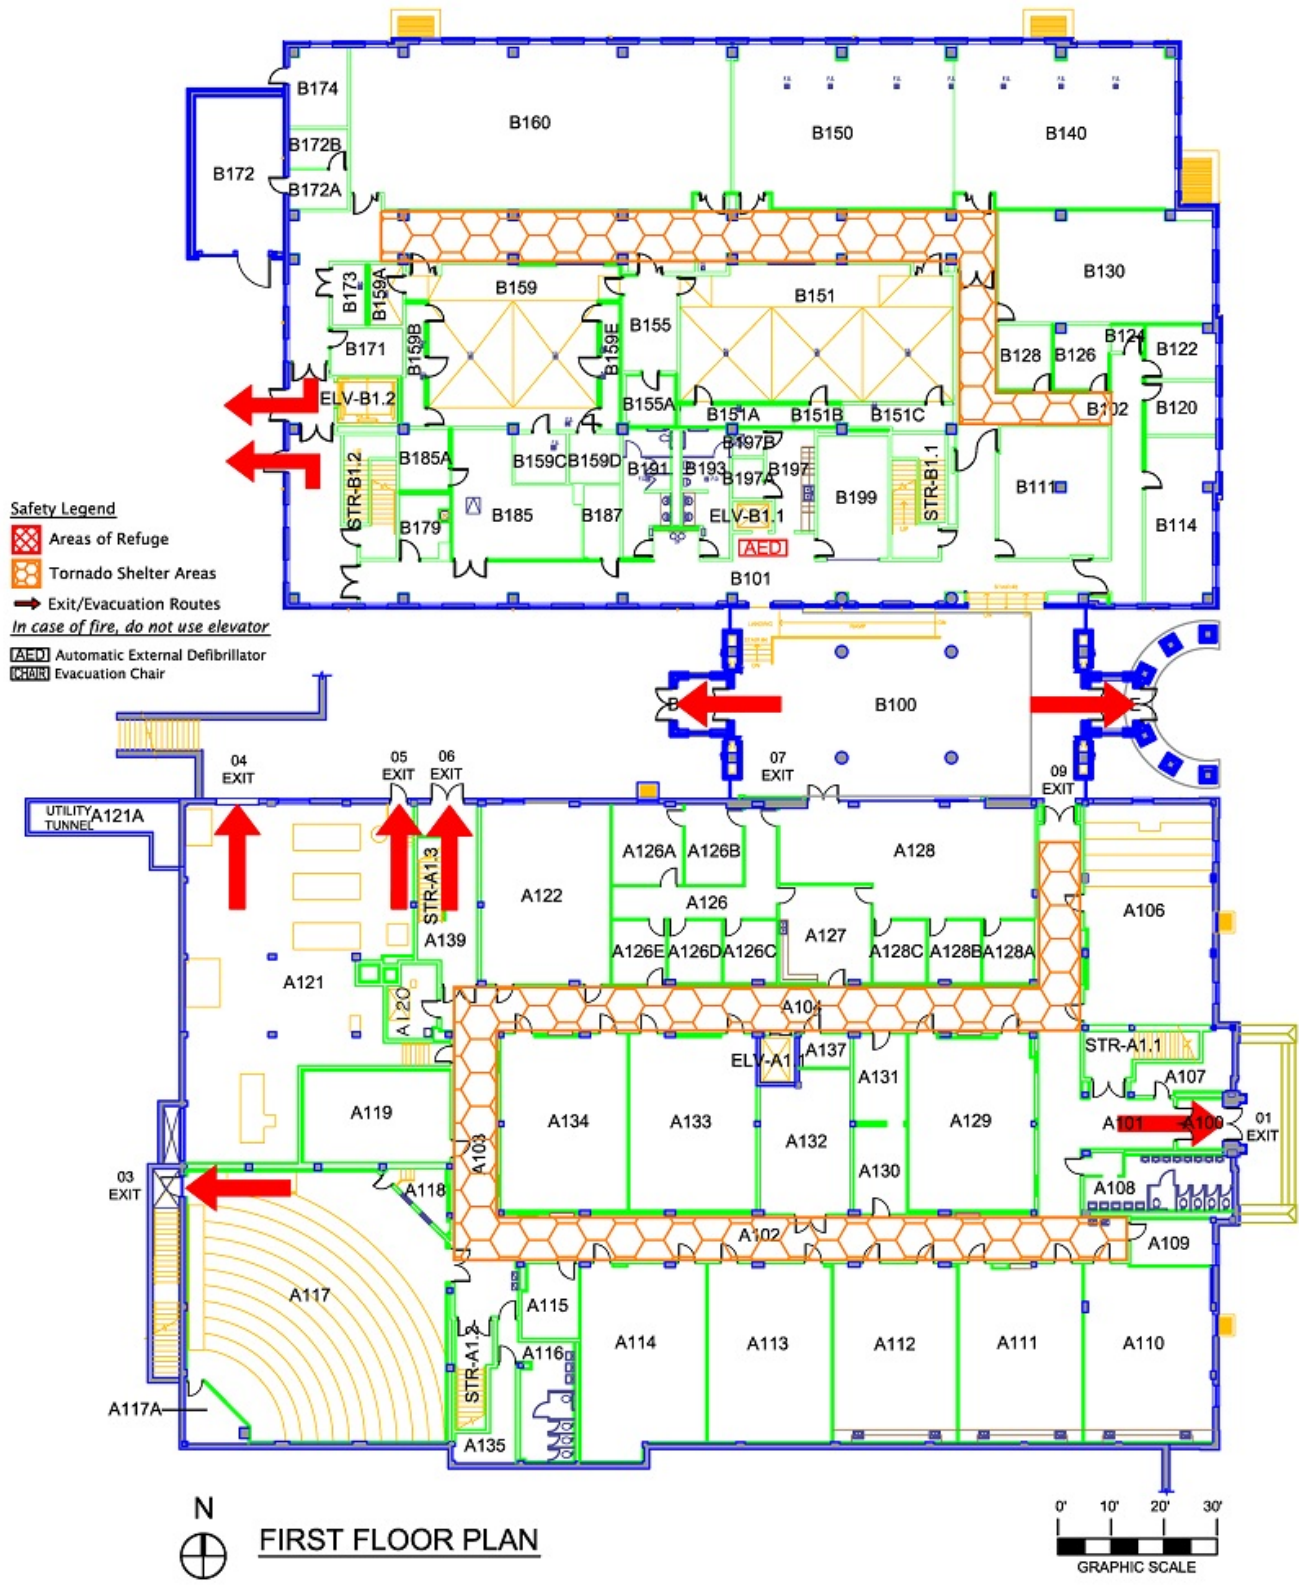 B174
B160
B150
B140
B172B
B172
B172A
B130
B173
B159A
B159
B151
B159B
B159E
B155
B171
B128
B126
B124
B122
ELV-B1.2
B155A
B151A
B151B
B151C
B102
B120
B197B
B185A
B159C
B159D
B191
B193
B197A
B197
STR-B1.2
STR-B1.1
B199
B111
B114
B185
B187
ELV-B1.1
B179
AED
B101
Safety Legend
Areas of Refuge
Tornado Shelter Areas
Exit/Evacuation Routes
In case of fire, do not use elevator
AED Automatic External Defibrillator
CHAIR Evacuation Chair
UP
LANDING
RAMP
B100
E
04
EXIT
05
EXIT
06
EXIT
07
EXIT
09
EXIT
UTILITY
TUNNEL
A121A
STR-A1.3
A126A
A126B
A128
A122
A126
A106
A139
A126E
A126D
A126C
A127
A128C
A128B
A128A
A121
A120
A104
ELV-A1.1
A137
STR-A1.1
A131
A107
A119
A134
A133
A132
A129
A101
A100
01
EXIT
A103
A130
03
EXIT
A118
A108
A102
A109
A117
A115
A114
A113
A112
A111
A110
STR-A1.2
A116
A117A
A135
N
FIRST FLOOR PLAN
0' 10' 20' 30'
GRAPHIC SCALE